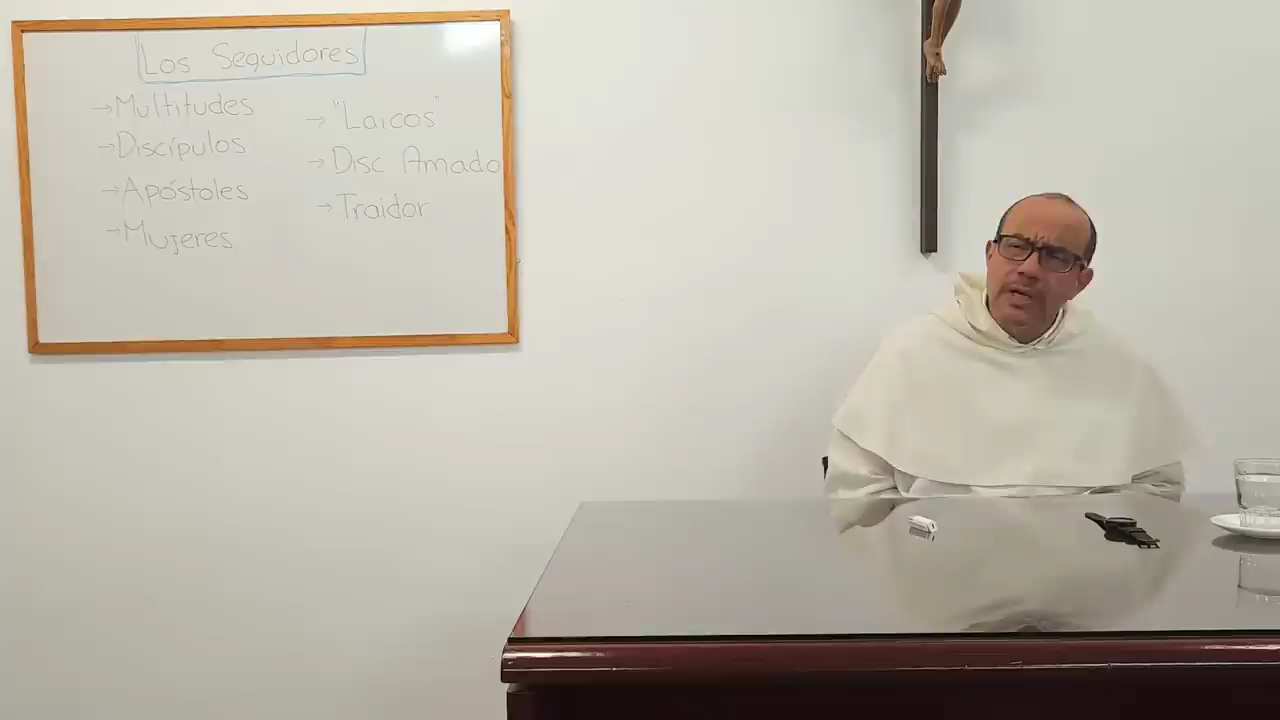 Los Seguidores
→Multitudes
→Discípulos
→Apóstoles
→Mujeres
→ "Laicos"
→ Disc Amado
→Traidor